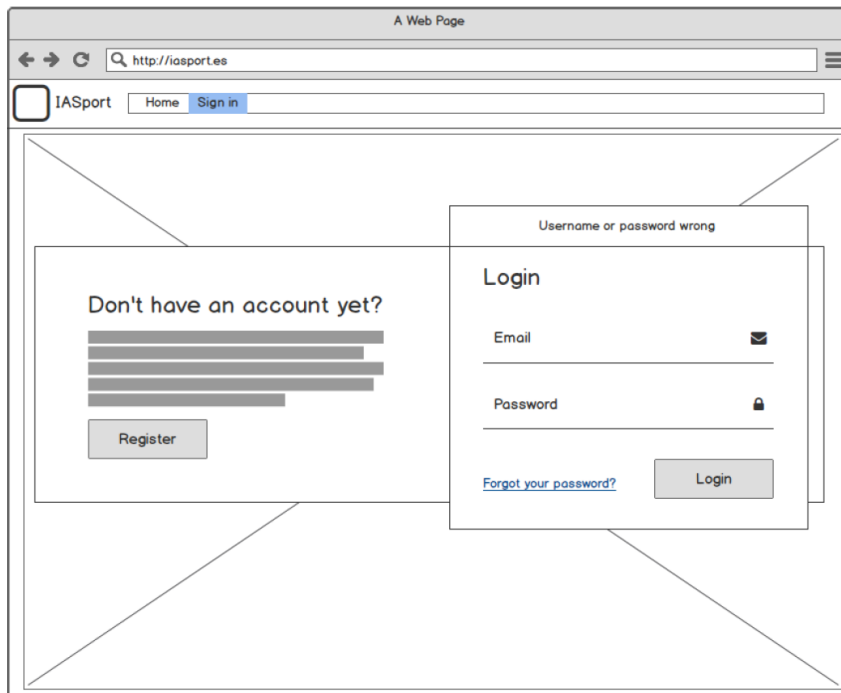 A Web Page
http://iasport.es
IASport
Home Sign in
Username or password wrong
Don't have an account yet?
Register
Login
Email
Password
Forgot your password?
Login